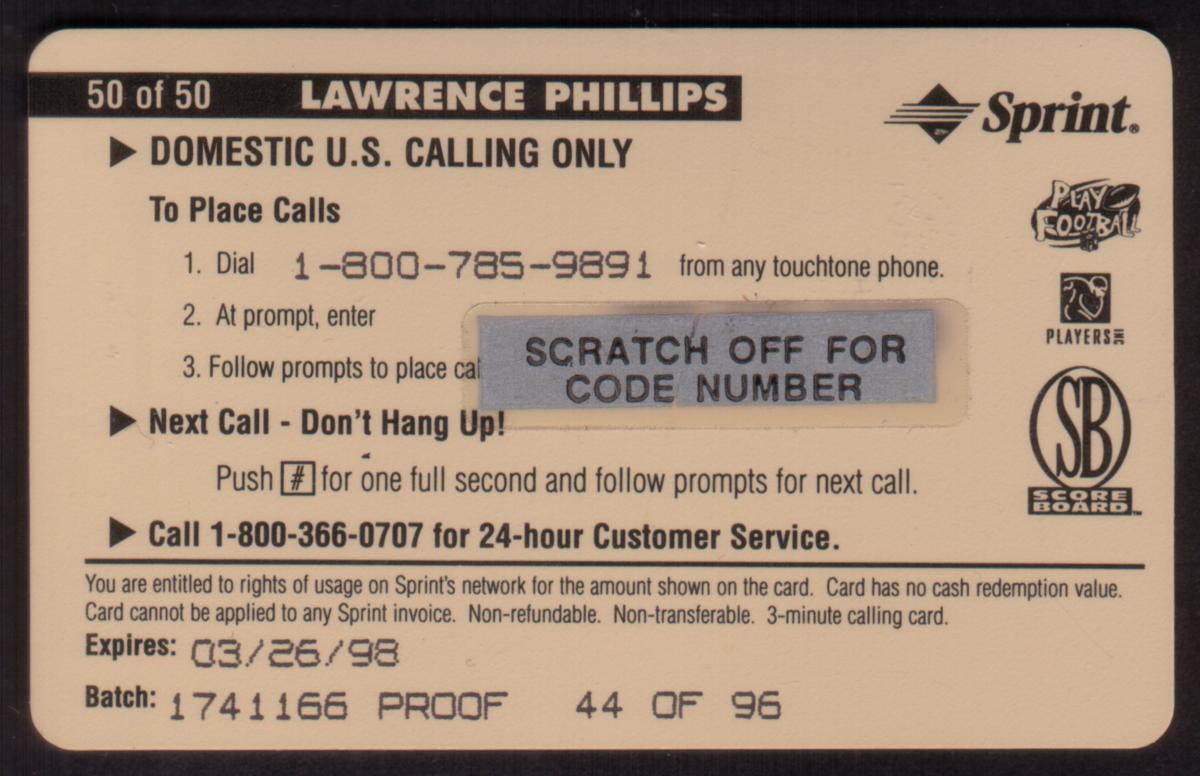 50 of 50 LAWRENCE PHILLIPS
Sprint®
▶ DOMESTIC U.S. CALLING ONLY
To Place Calls
1. Dial 1-800-785-9891 from any touchtone phone.
2. At prompt, enter
3. Follow prompts to place cal
SCRATCH OFF FOR
CODE NUMBER
▶ Next Call - Don't Hang Up!
Push # for one full second and follow prompts for next call.
▶ Call 1-800-366-0707 for 24-hour Customer Service.
PLAY
FOOTBALL
NFL
PLAYERS INC
SB
SCORE
BOARD™
You are entitled to rights of usage on Sprint's network for the amount shown on the card. Card has no cash redemption value.
Card cannot be applied to any Sprint invoice. Non-refundable. Non-transferable. 3-minute calling card.
Expires: 03/26/98
Batch: 1741166 PROOF 44 OF 96